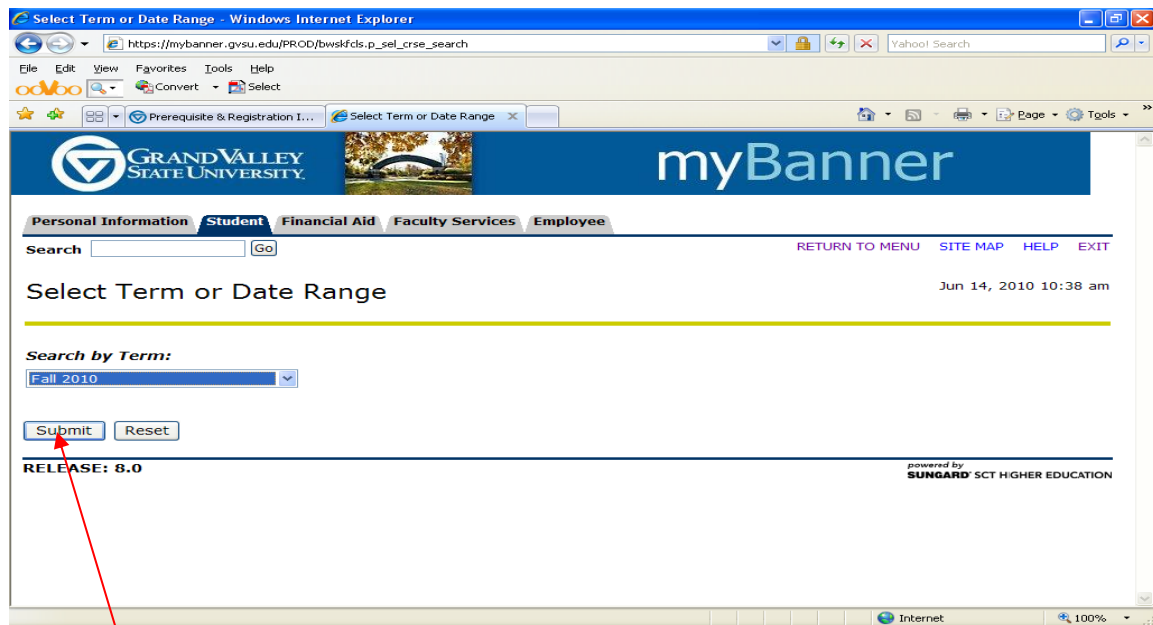 Select Term or Date Range - Windows Internet Explorer
https://mybanner.gvsu.edu/PROD/bwskfcls.p_sel_crse_search Yahoo! Search
File Edit View Favorites Tools Help
ooVoo Convert Select
Prerequisite & Registration I... Select Term or Date Range Page Tools
GRAND VALLEY
STATE UNIVERSITY.
myBanner
Personal Information Student Financial Aid Faculty Services Employee
Search Go RETURN TO MENU SITE MAP HELP EXIT
Select Term or Date Range Jun 14, 2010 10:38 am
Search by Term:
Fall 2010
Submit Reset
RELEASE: 8.0
powered by
SUNGARD SCT HIGHER EDUCATION
Internet 100%